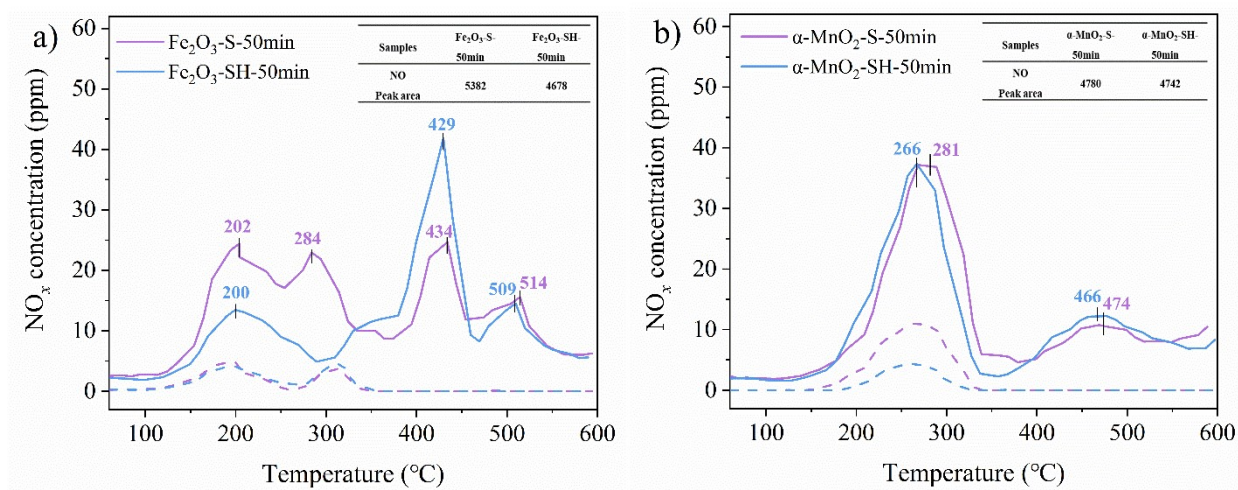 a)
Fe₂O₃-S-50min
Fe₂O₃-SH-50min
Samples
Fe₂O₃-S-
50min
Fe₂O₃-SH-
50min
NO
Peak area
5382
4678
60
50
40
30
20
10
0
NOₓ concentration (ppm)
202
284
434
514
200
429
509
100
200
300
400
500
600
Temperature (°C)
b)
α-MnO₂-S-50min
α-MnO₂-SH-50min
Samples
α-MnO₂-S-
50min
α-MnO₂-SH-
50min
NO
Peak area
4780
4742
60
50
40
30
20
10
0
NOₓ concentration (ppm)
266
281
466
474
100
200
300
400
500
600
Temperature (°C)